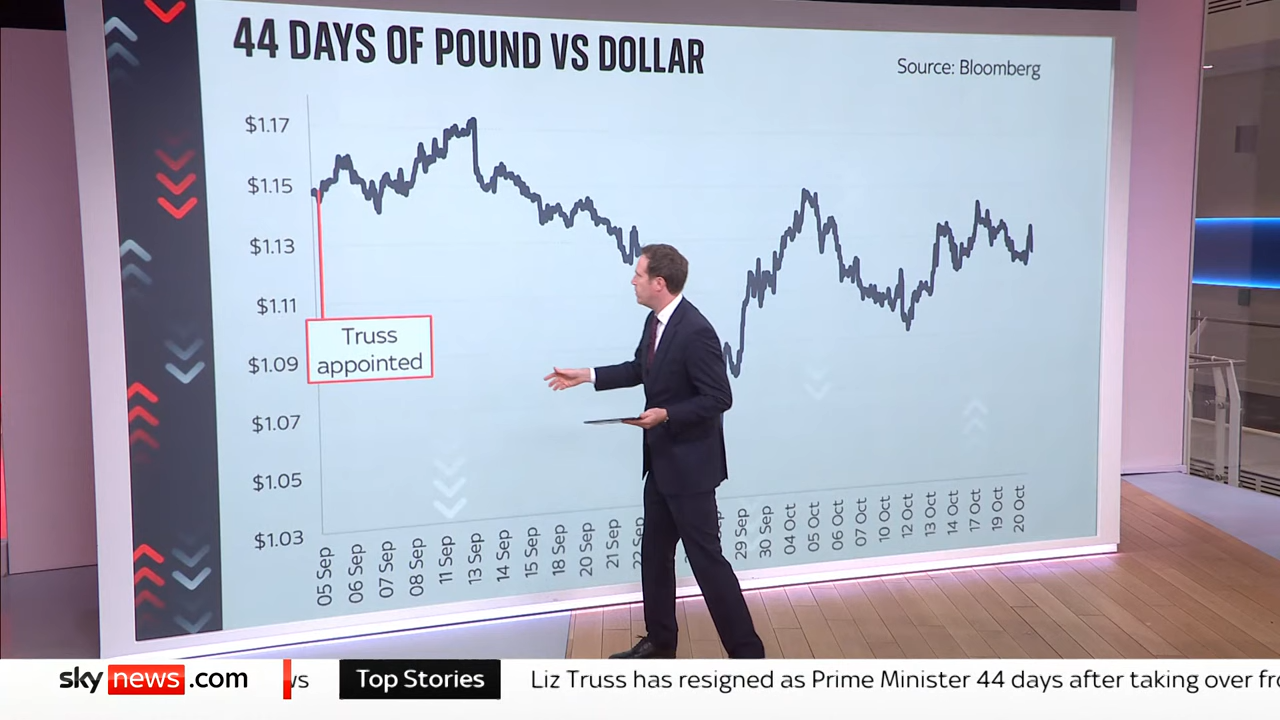 44 DAYS OF POUND VS DOLLAR
Source: Bloomberg
$1.17
$1.15
$1.13
$1.11
$1.09
$1.07
$1.05
$1.03
Truss
appointed
05 Sep
06 Sep
07 Sep
08 Sep
11 Sep
13 Sep
14 Sep
15 Sep
18 Sep
20 Sep
21 Sep
29 Sep
30 Sep
04 Oct
05 Oct
06 Oct
07 Oct
10 Oct
12 Oct
13 Oct
14 Oct
17 Oct
19 Oct
20 Oct
sky news.com
Top Stories
Liz Truss has resigned as Prime Minister 44 days after taking over